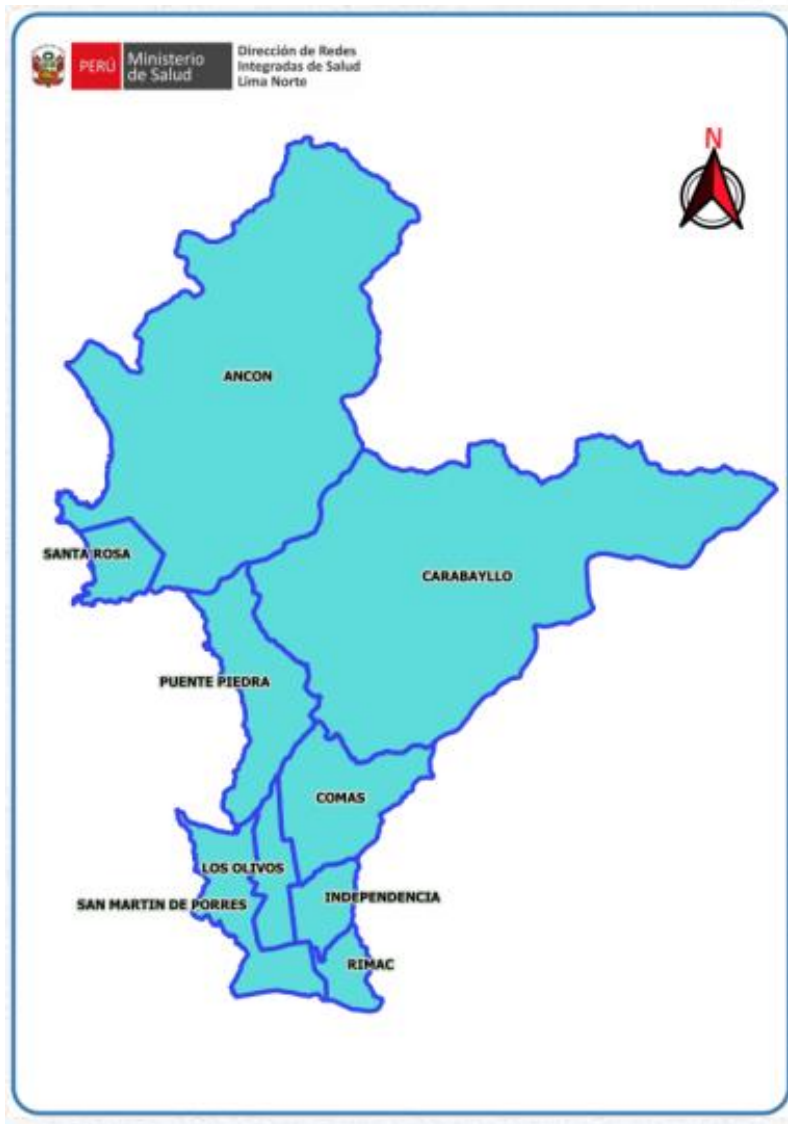 PERÚ
Ministerio
de Salud
Dirección de Redes
Integradas de Salud
Lima Norte
N
ANCON
SANTA ROSA
CARABAYLLO
PUENTE PIEDRA
COMAS
LOS OLIVOS
INDEPENDENCIA
SAN MARTIN DE PORRES
RIMAC